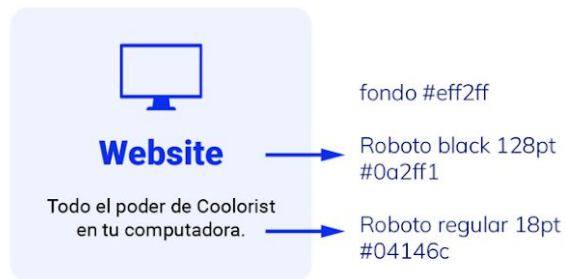 Website
Todo el poder de Coolorist
en tu computadora.
fondo #eff2ff
Roboto black 128pt
#0a2ff1
Roboto regular 18pt
#04146c